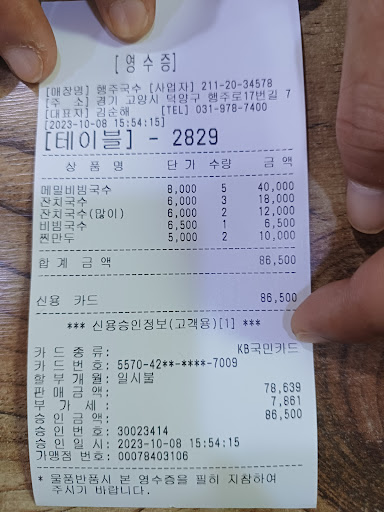 [영수증]
[매장명] 행주국수 [사업자] 211-20-34578
[주 소] 경기 고양시 덕양구 행주로17번길 7
[대표자] 김순해 [TEL] 031-978-7400
[2023-10-08 15:54:15]
[테이블] - 2829
상 품 명 단 가 수량 금 액
메밀비빔국수 8,000 5 40,000
잔치국수 6,000 3 18,000
잔치국수(많이) 6,000 2 12,000
비빔국수 6,500 1 6,500
찐만두 5,000 2 10,000
합 계 금 액 86,500
신용 카드 86,500
*** 신용승인정보(고객용)[1] ***
카 드 종 류: KB국민카드
카 드 번 호: 5570-42**-****-7009
할 부 개 월: 일시불
판 매 금 액: 78,639
부 가 세 : 7,861
승 인 금 액: 86,500
승 인 번 호: 30023414
승 인 일 시: 2023-10-08 15:54:15
가맹점 번호: 00078403106
* 물품반품시 본 영수증을 필히 지참하여
주시기 바랍니다.